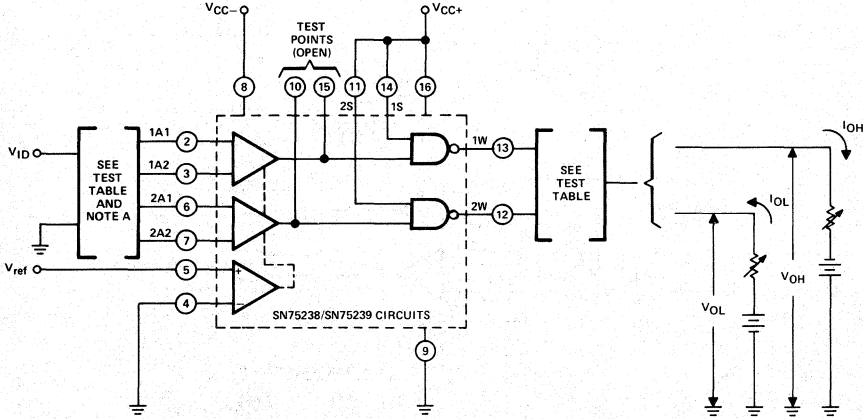 VCC−
VCC+
TEST
POINTS
(OPEN)
8
10
15
11
14
16
2S
1S
VID
SEE
TEST
TABLE
AND
NOTE A
1A1
2
1A2
3
2A1
6
2A2
7
Vref
5
+
4
−
1W
13
2W
12
SEE
TEST
TABLE
IOH
IOL
VOL
VOH
SN75238/SN75239 CIRCUITS
9